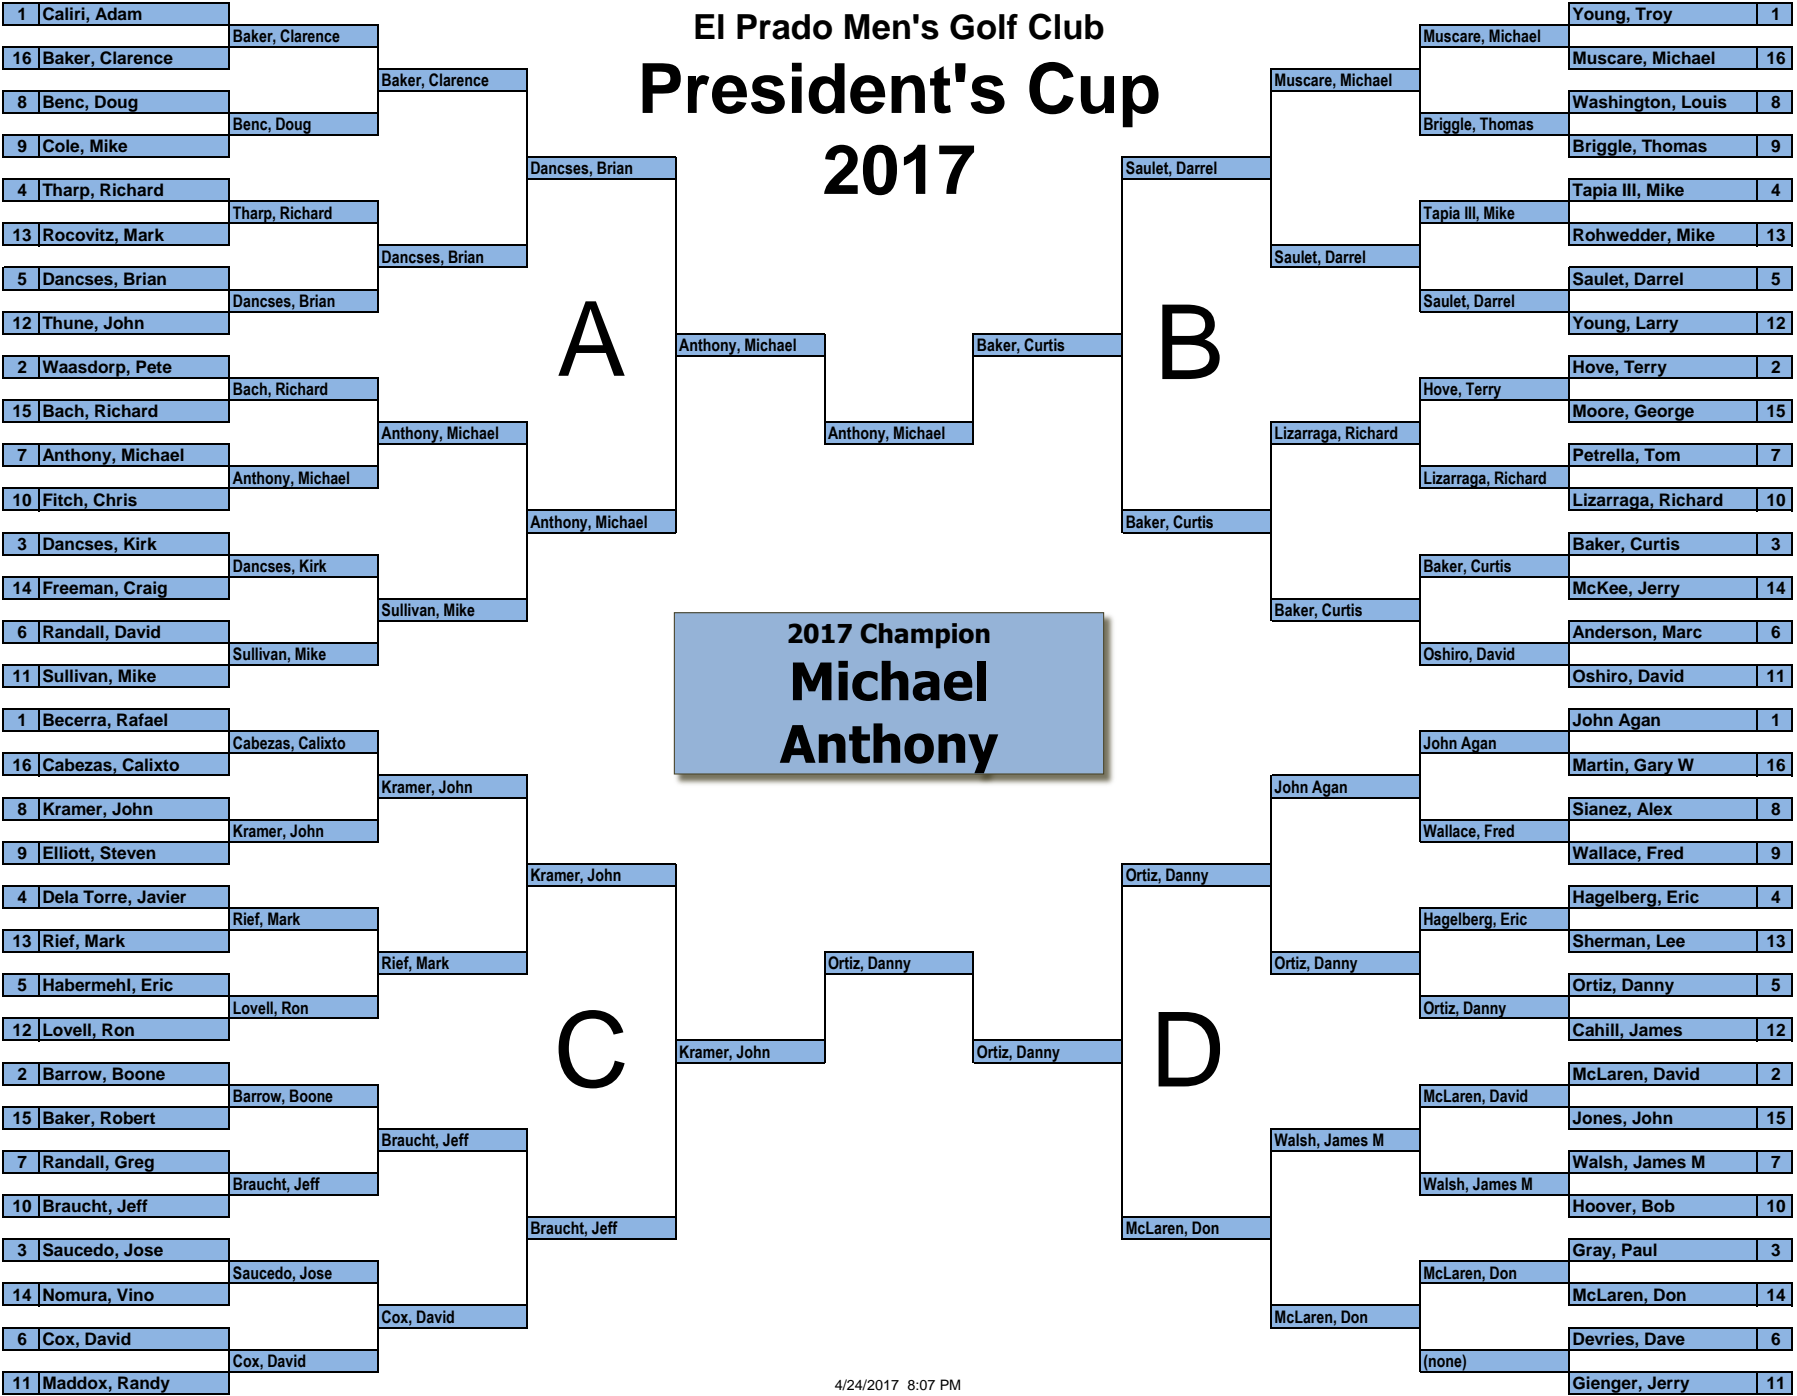 El Prado Men's Golf Club
President's Cup
2017
1 Caliri, Adam
16 Baker, Clarence
8 Benc, Doug
9 Cole, Mike
4 Tharp, Richard
13 Rocovitz, Mark
5 Dancses, Brian
12 Thune, John
2 Waasdorp, Pete
15 Bach, Richard
7 Anthony, Michael
10 Fitch, Chris
3 Dancses, Kirk
14 Freeman, Craig
6 Randall, David
11 Sullivan, Mike
1 Becerra, Rafael
16 Cabezas, Calixto
8 Kramer, John
9 Elliott, Steven
4 Dela Torre, Javier
13 Rief, Mark
5 Habermehl, Eric
12 Lovell, Ron
2 Barrow, Boone
15 Baker, Robert
7 Randall, Greg
10 Braucht, Jeff
3 Saucedo, Jose
14 Nomura, Vino
6 Cox, David
11 Maddox, Randy
Baker, Clarence
Benc, Doug
Tharp, Richard
Dancses, Brian
Bach, Richard
Anthony, Michael
Dancses, Kirk
Sullivan, Mike
Cabezas, Calixto
Kramer, John
Rief, Mark
Lovell, Ron
Barrow, Boone
Braucht, Jeff
Saucedo, Jose
Cox, David
Baker, Clarence
Dancses, Brian
Anthony, Michael
Sullivan, Mike
Kramer, John
Rief, Mark
Braucht, Jeff
Cox, David
Dancses, Brian
Anthony, Michael
Kramer, John
Braucht, Jeff
A
C
Anthony, Michael
Kramer, John
Anthony, Michael
Ortiz, Danny
2017 Champion
Michael
Anthony
Baker, Curtis
Ortiz, Danny
B
D
Saulet, Darrel
Baker, Curtis
Ortiz, Danny
McLaren, Don
Muscare, Michael
Saulet, Darrel
Lizarraga, Richard
Baker, Curtis
John Agan
Ortiz, Danny
Walsh, James M
McLaren, Don
Muscare, Michael
Briggle, Thomas
Tapia III, Mike
Saulet, Darrel
Hove, Terry
Lizarraga, Richard
Baker, Curtis
Oshiro, David
John Agan
Wallace, Fred
Hagelberg, Eric
Ortiz, Danny
McLaren, David
Walsh, James M
McLaren, Don
(none)
Young, Troy 1
Muscare, Michael 16
Washington, Louis 8
Briggle, Thomas 9
Tapia III, Mike 4
Rohwedder, Mike 13
Saulet, Darrel 5
Young, Larry 12
Hove, Terry 2
Moore, George 15
Petrella, Tom 7
Lizarraga, Richard 10
Baker, Curtis 3
McKee, Jerry 14
Anderson, Marc 6
Oshiro, David 11
John Agan 1
Martin, Gary W 16
Sianez, Alex 8
Wallace, Fred 9
Hagelberg, Eric 4
Sherman, Lee 13
Ortiz, Danny 5
Cahill, James 12
McLaren, David 2
Jones, John 15
Walsh, James M 7
Hoover, Bob 10
Gray, Paul 3
McLaren, Don 14
Devries, Dave 6
Gienger, Jerry 11
4/24/2017 8:07 PM